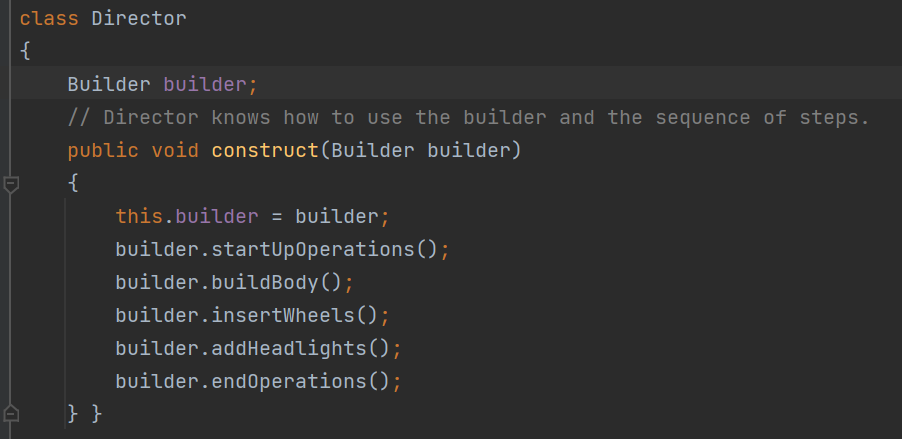 class Director
{
Builder builder;
// Director knows how to use the builder and the sequence of steps.
public void construct(Builder builder)
{
this.builder = builder;
builder.startUpOperations();
builder.buildBody();
builder.insertWheels();
builder.addHeadlights();
builder.endOperations();
} }